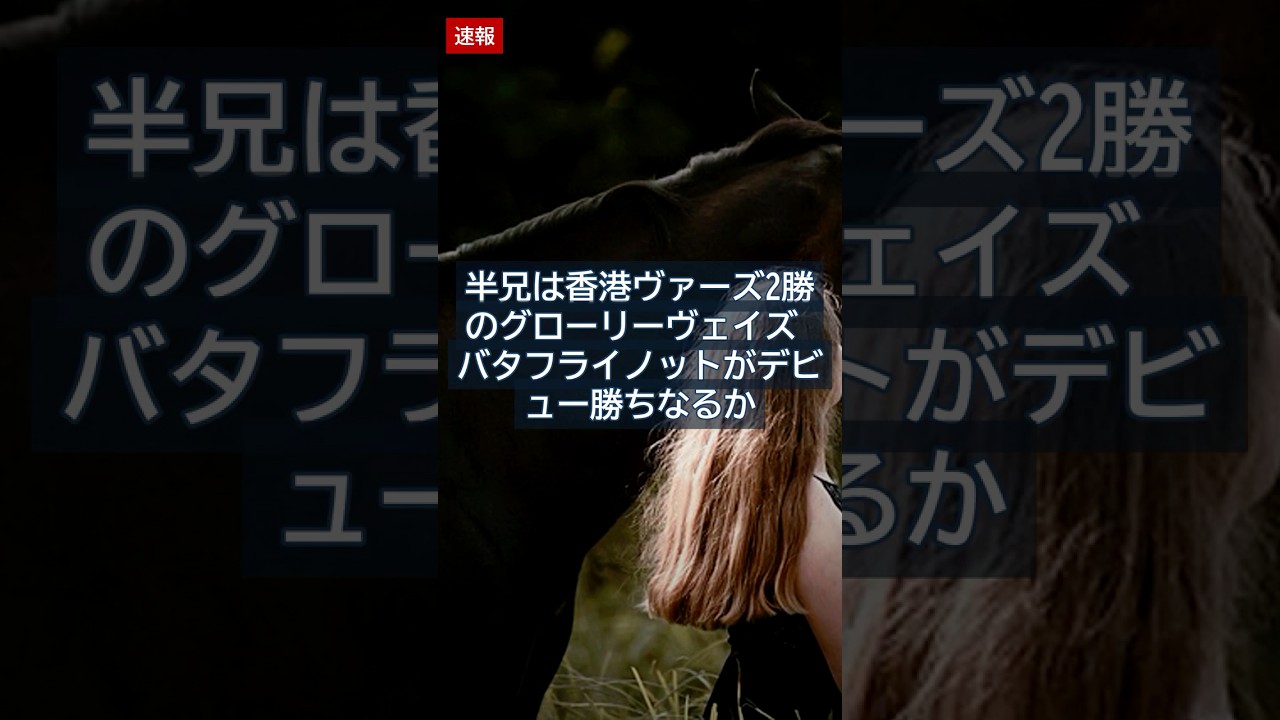 速報
半兄は香港ヴァーズ2勝
のグローリーヴェイズ
バタフライノットがデビ
ュー勝ちなるか